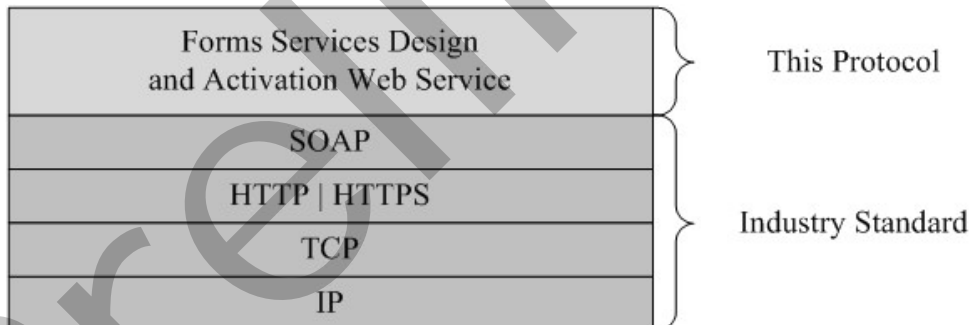 Forms Services Design
and Activation Web Service
This Protocol
SOAP
HTTP | HTTPS
TCP
IP
Industry Standard